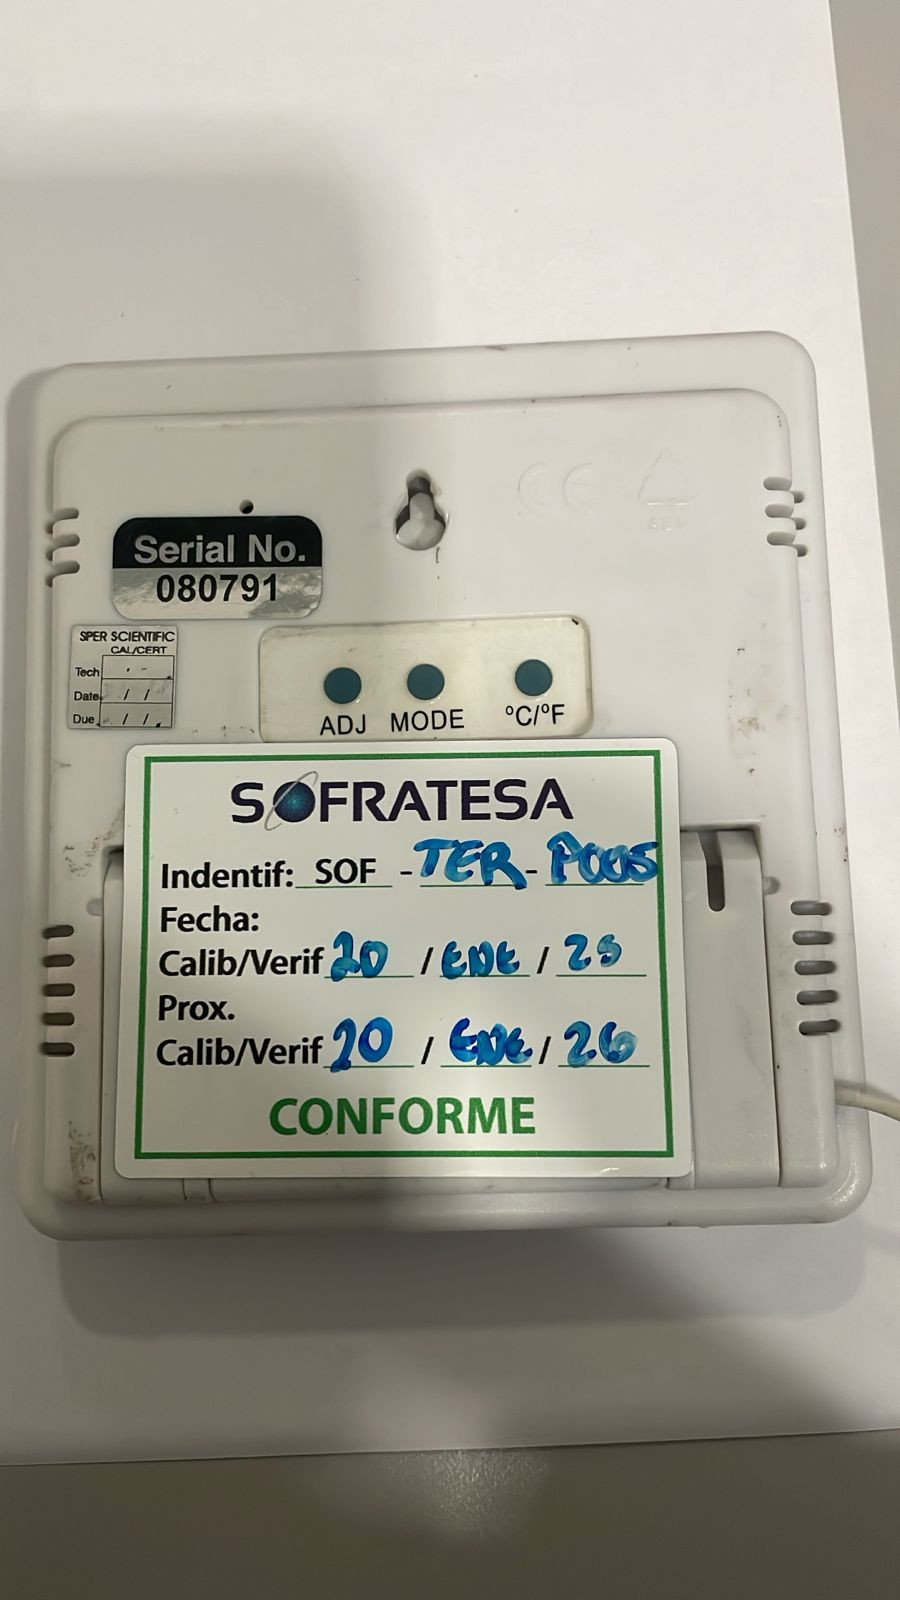 Serial No.
080791
SPER SCIENTIFIC
CAL/CERT
Tech
Date / /
Due / /
ADJ MODE °C/°F
SOFRATESA
Indentif: SOF - TER - P005
Fecha:
Calib/Verif 20 / ENE / 25
Prox.
Calib/Verif 20 / ENE / 26
CONFORME